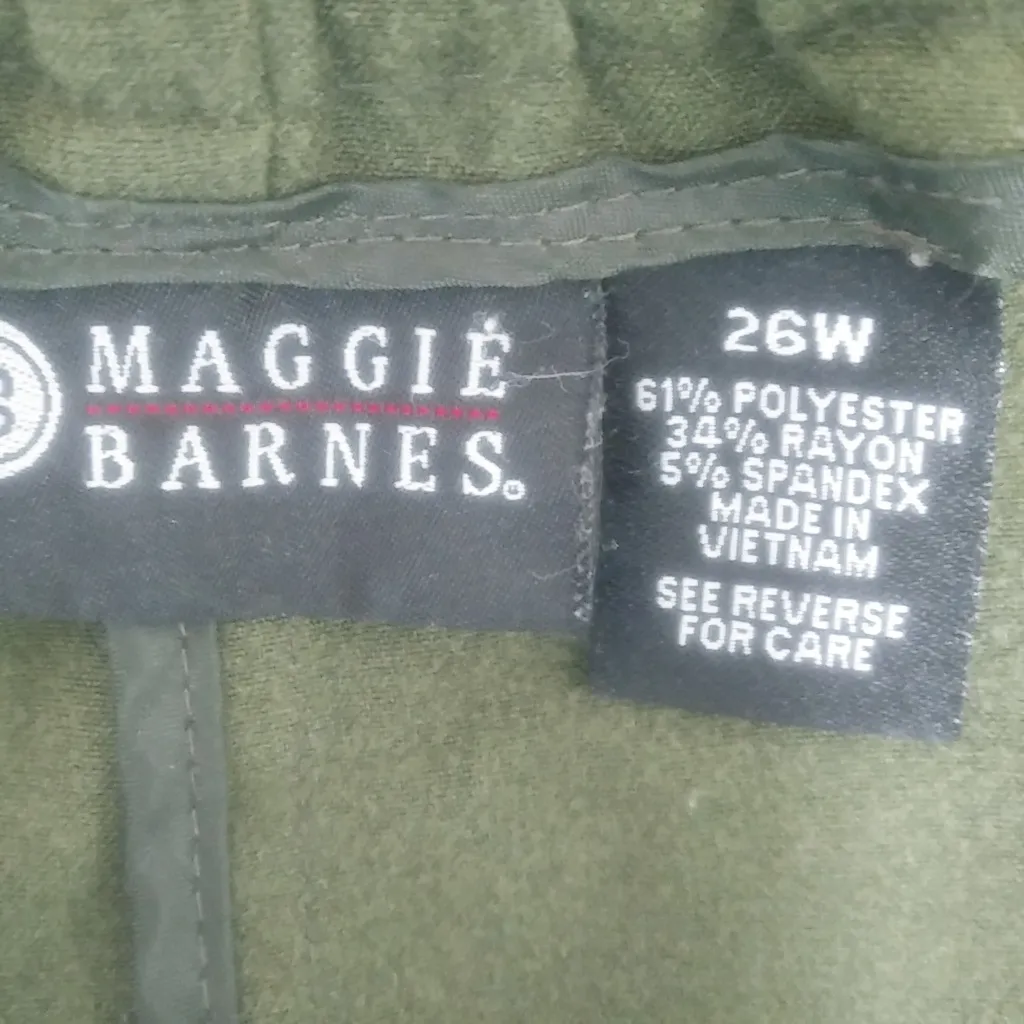 MAGGIE
BARNES®
26W
61% POLYESTER
34% RAYON
5% SPANDEX
MADE IN
VIETNAM
SEE REVERSE
FOR CARE